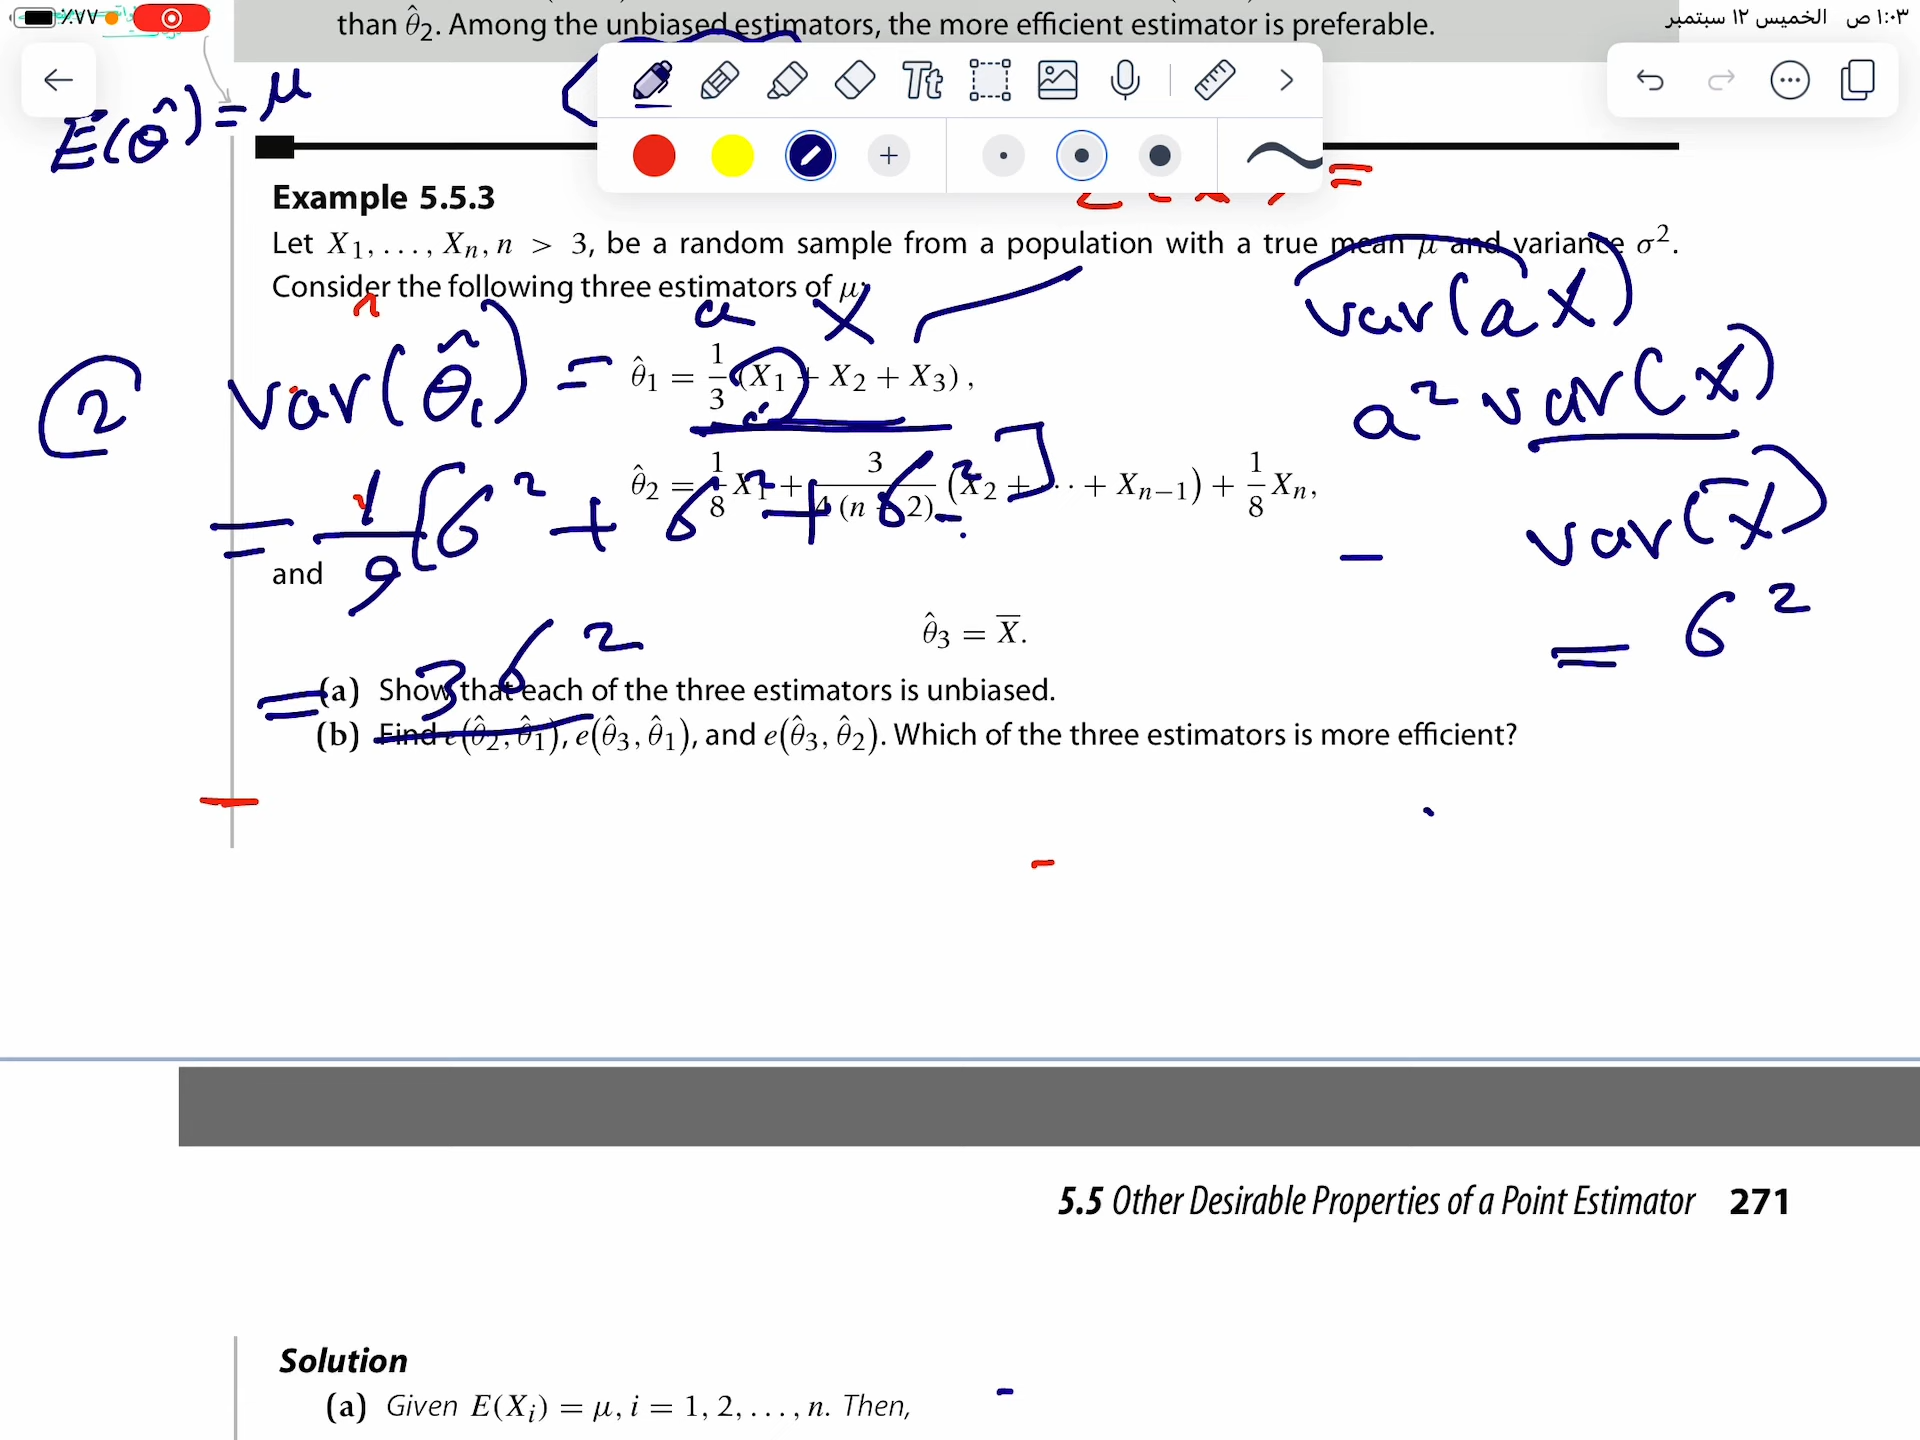 ٪٧٧
١:٠٣ ص الخميس ١٢ سبتمبر
than θ̂2. Among the unbiased estimators, the more efficient estimator is preferable.
Tt
E(θ̂) = μ
Example 5.5.3
Let X1, . . . , Xn, n > 3, be a random sample from a population with a true mean μ and variance σ².
Consider the following three estimators of μ:
a X
var(aX)
② var(θ̂1) =
θ̂1 = 1/3 (X1 + X2 + X3),
a² var(X)
θ̂2 = 1/8 X1 + 3/4 (n − 2) (X2 + · · · + Xn−1) + 1/8 Xn,
= 1/9 [σ² + σ² + σ²]
var(X)
and
= σ²
θ̂3 = X̄.
= 3σ²
(a) Show that each of the three estimators is unbiased.
(b) Find e(θ̂2, θ̂1), e(θ̂3, θ̂1), and e(θ̂3, θ̂2). Which of the three estimators is more efficient?
5.5 Other Desirable Properties of a Point Estimator 271
Solution
(a) Given E(Xi) = μ, i = 1, 2, . . . , n. Then,